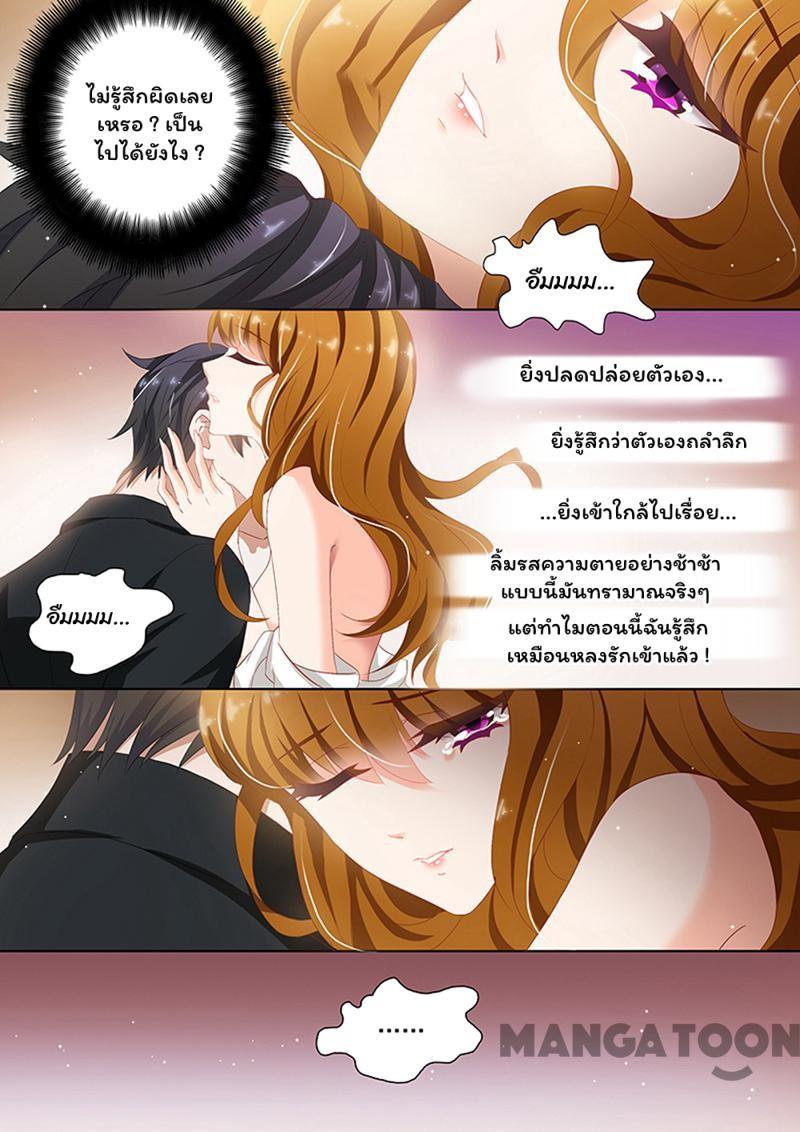 ไม่รู้สึกผิดเลย
เหรอ ? เป็น
ไปได้ยังไง ?
อืมมมม...
ยิ่งปลดปล่อยตัวเอง...
ยิ่งรู้สึกว่าตัวเองถลำลึก
...ยิ่งเข้าใกล้ไปเรื่อย...
ลิ้มรสความตายอย่างช้าช้า
แบบนี้มันทรามาณจริงๆ
อืมมมม...
แต่ทำไมตอนนี้ฉันรู้สึก
เหมือนหลงรักเข้าแล้ว !
......
MANGATOON